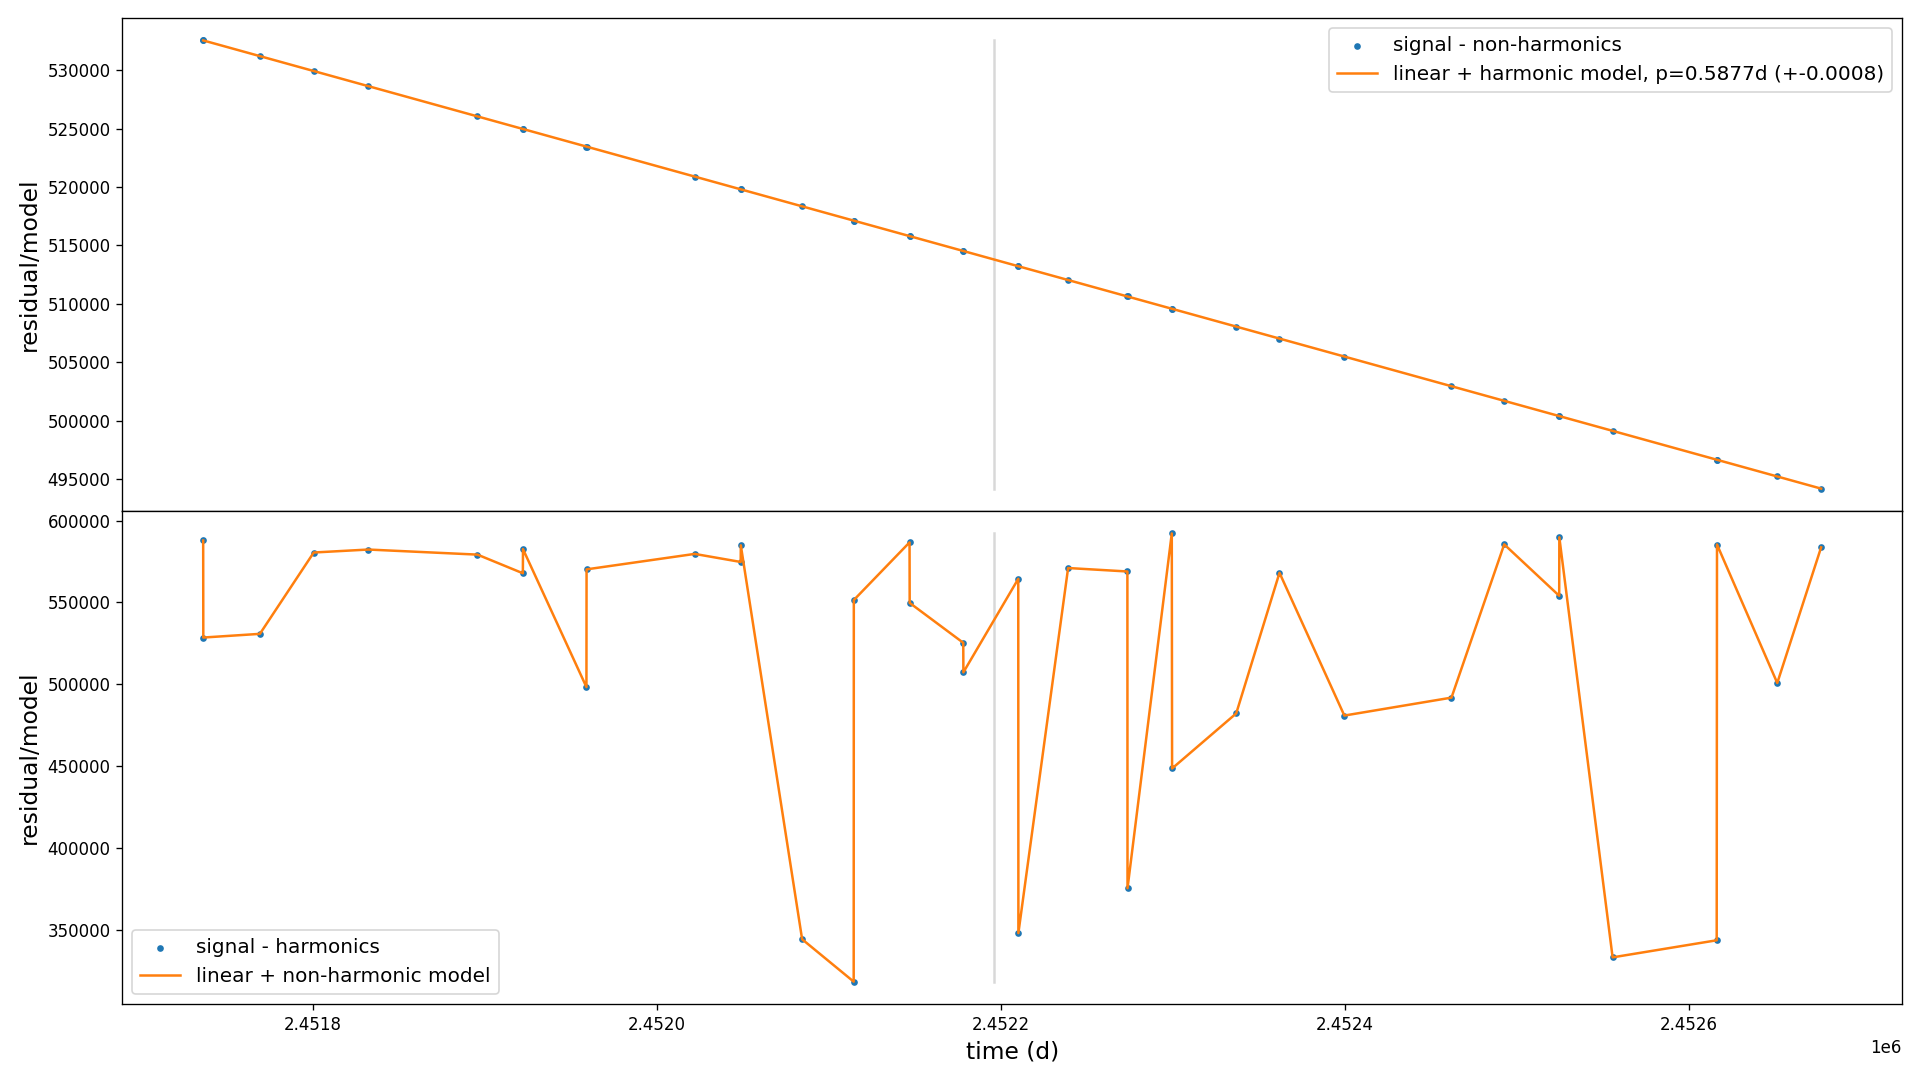 530000
525000
520000
515000
510000
505000
500000
495000
residual/model
signal - non-harmonics
linear + harmonic model, p=0.5877d (+-0.0008)
600000
550000
500000
450000
400000
350000
residual/model
signal - harmonics
linear + non-harmonic model
2.4518 2.4520 2.4522 2.4524 2.4526
1e6
time (d)